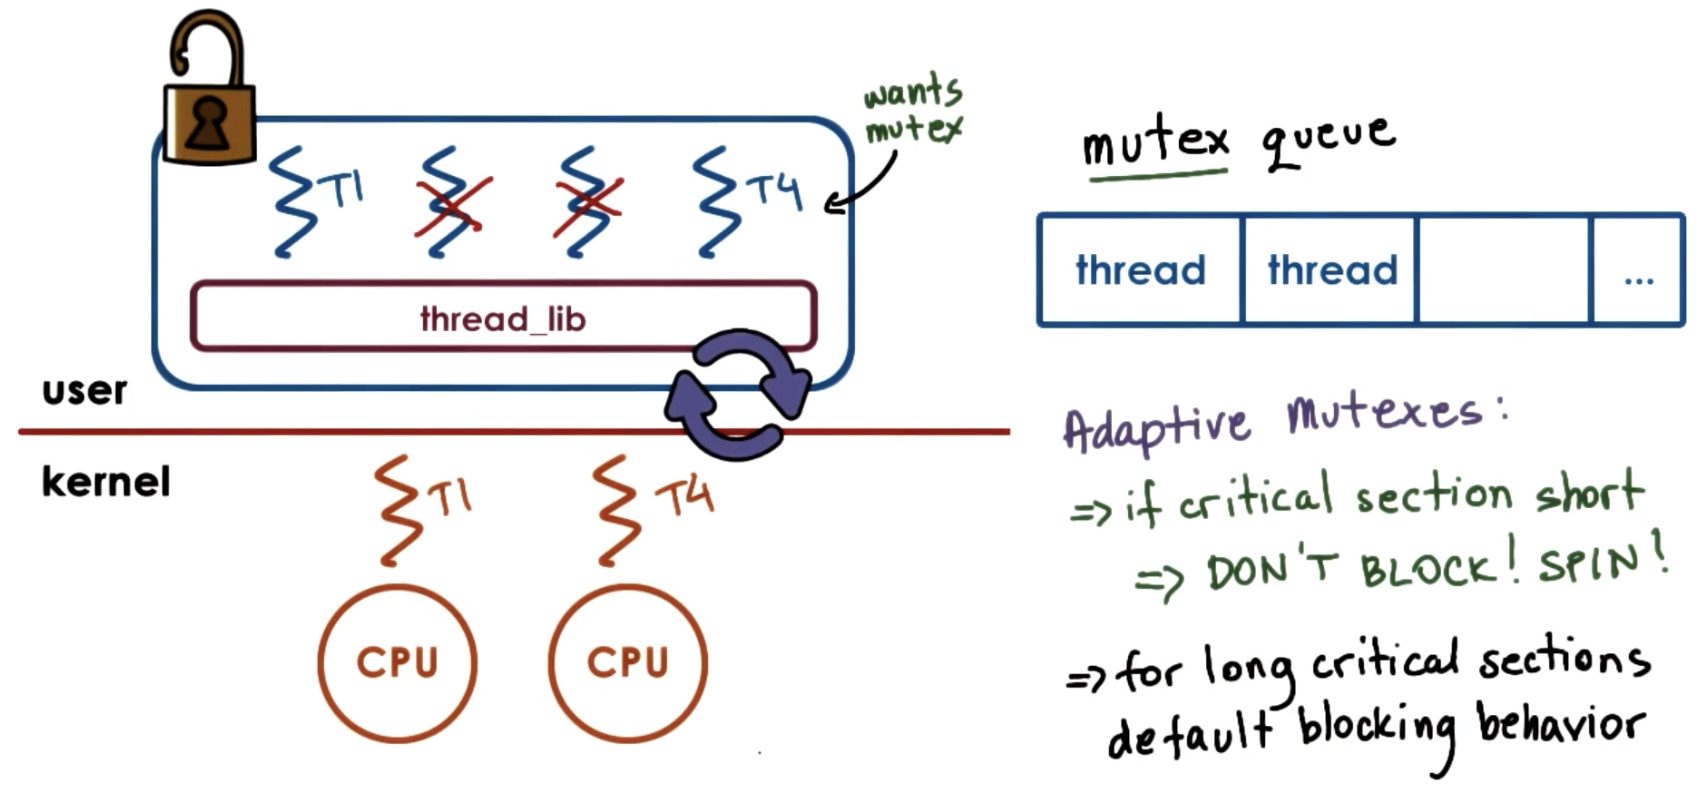 wants
mutex
T1
T4
thread_lib
user
kernel
T1
T4
CPU
CPU
mutex queue
thread
thread
...
Adaptive Mutexes:
=> if critical section short
=> DON'T BLOCK! SPIN!
=> for long critical sections
default blocking behavior